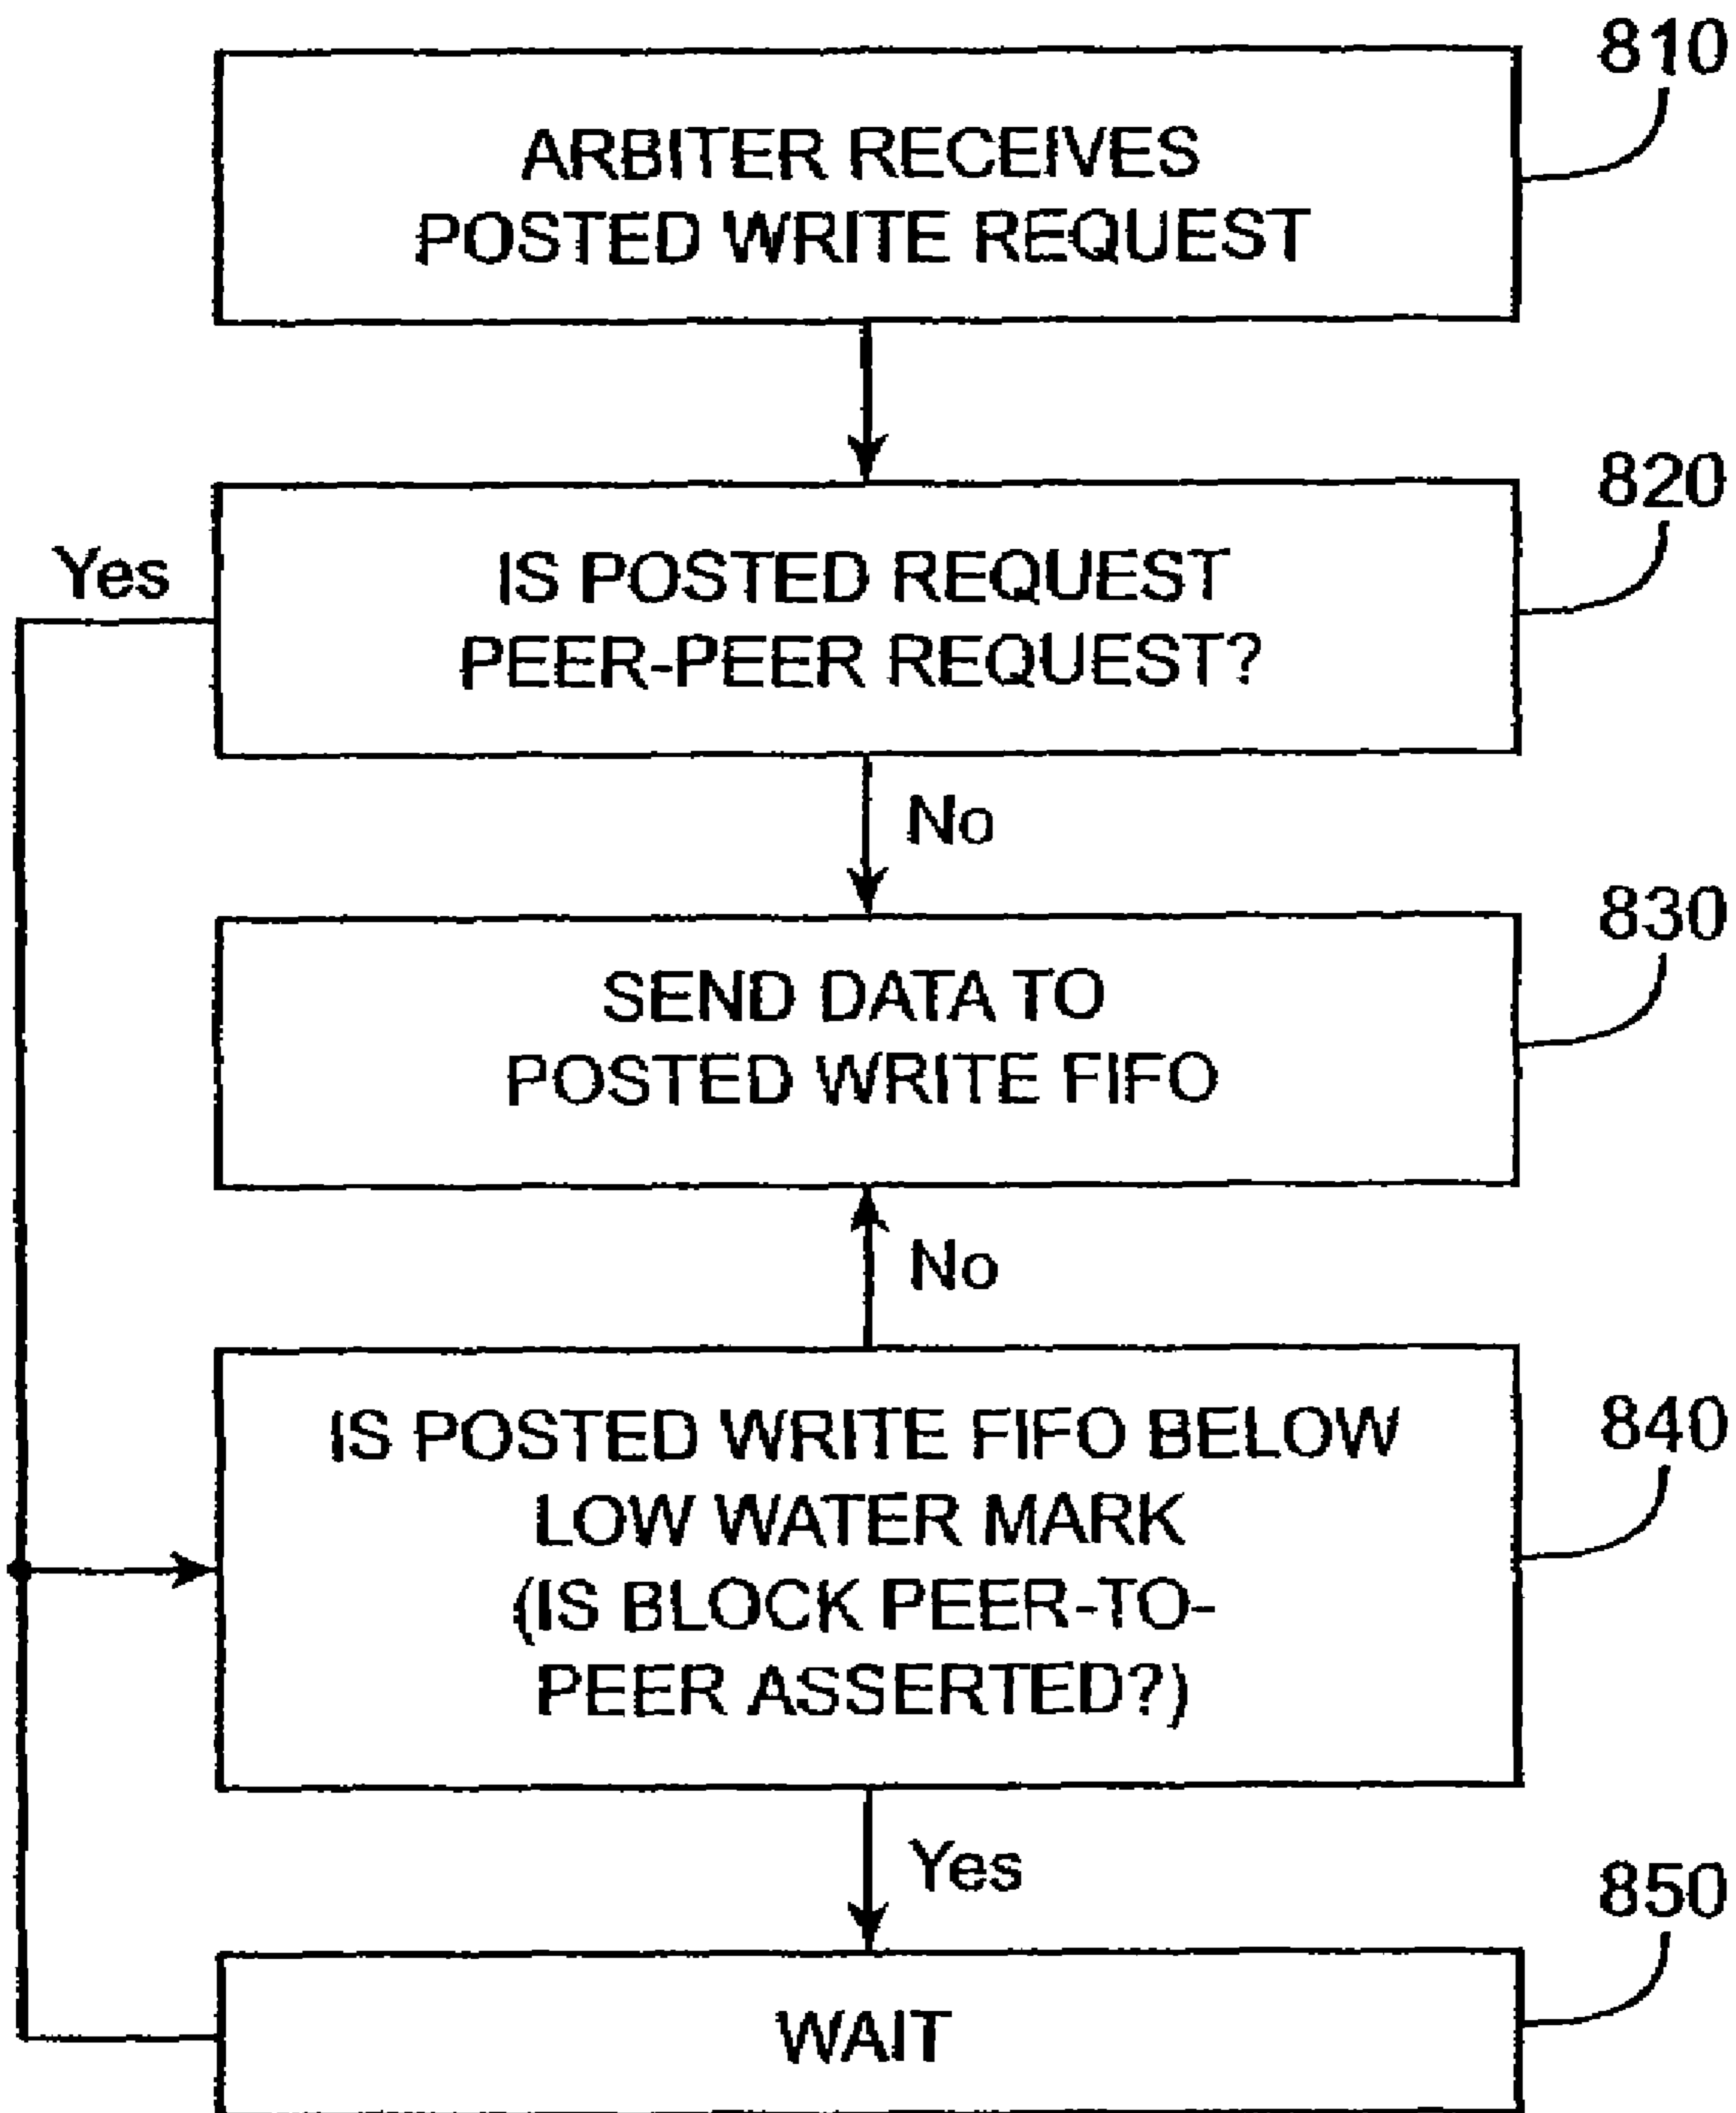 810
ARBITER RECEIVES
POSTED WRITE REQUEST
820
Yes
IS POSTED REQUEST
PEER-PEER REQUEST?
No
830
SEND DATA TO
POSTED WRITE FIFO
No
840
IS POSTED WRITE FIFO BELOW
LOW WATER MARK
(IS BLOCK PEER-TO-
PEER ASSERTED?)
Yes
850
WAIT